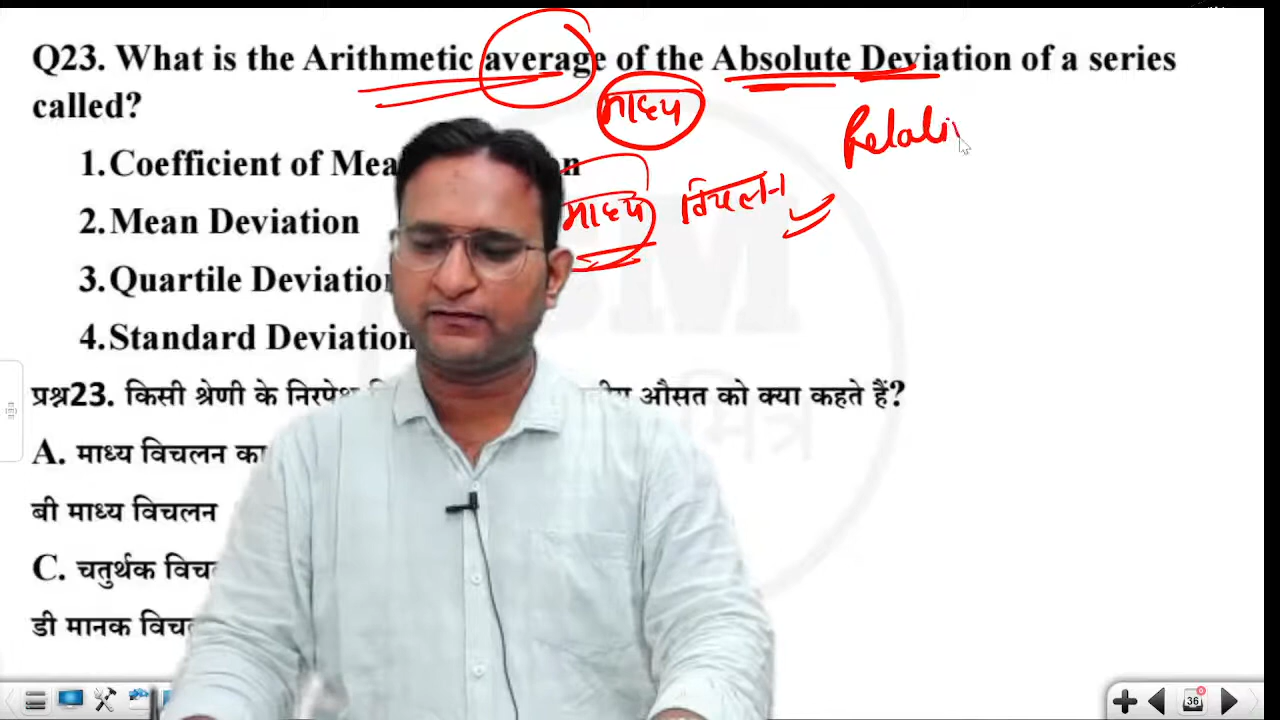 Q23. What is the Arithmetic average of the Absolute Deviation of a series
called?
माध्य
1.Coefficient of Mea
Relati
2.Mean Deviation
माध्य विचलन
3.Quartile Deviation
4.Standard Deviation
प्रश्न23. किसी श्रेणी के औसत को क्या कहते हैं?
A. माध्य विचलन का
बी माध्य विचलन
C. चतुर्थक
डी मानक
36